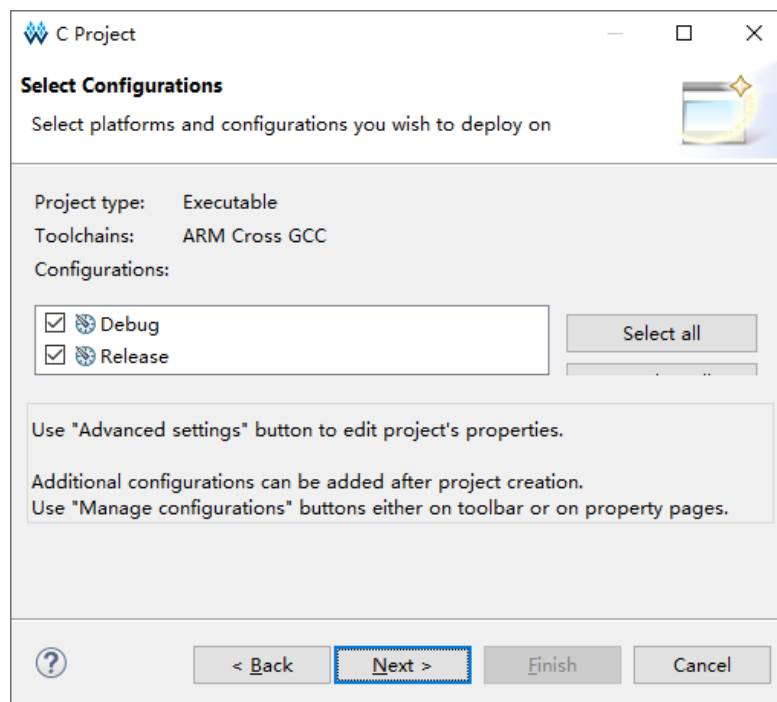 C Project
Select Configurations
Select platforms and configurations you wish to deploy on
Project type: Executable
Toolchains: ARM Cross GCC
Configurations:
Debug
Release
Select all
Use "Advanced settings" button to edit project's properties.
Additional configurations can be added after project creation.
Use "Manage configurations" buttons either on toolbar or on property pages.
< Back
Next >
Finish
Cancel